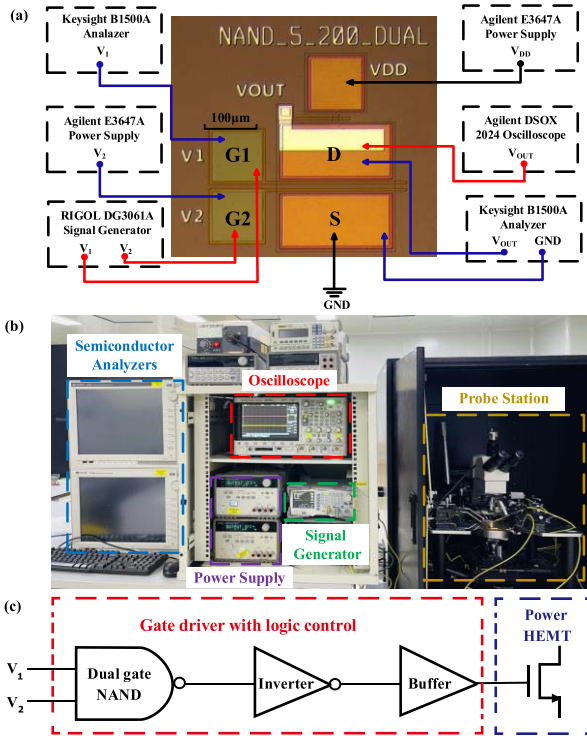 (a)
Keysight B1500A
Analazer
V1
Agilent E3647A
Power Supply
V2
RIGOL DG3061A
Signal Generator
V1 V2
NAND_5_200_DUAL
VDD
VOUT
100μm
V1
G1
D
V2
G2
S
GND
Agilent E3647A
Power Supply
VDD
Agilent DSOX
2024 Oscilloscope
VOUT
Keysight B1500A
Analyzer
VOUT GND
(b)
Semiconductor
Analyzers
Oscilloscope
Probe Station
Signal
Generator
Power Supply
(c)
Gate driver with logic control
Power
HEMT
V1
V2
Dual gate
NAND
Inverter
Buffer